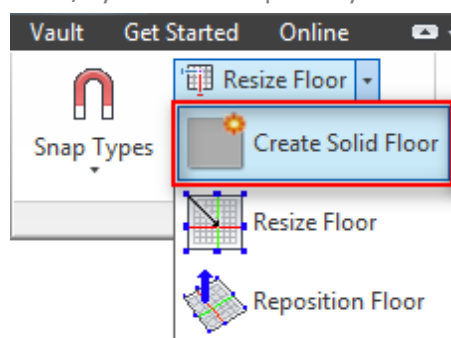 Vault Get Started Online
Resize Floor
Snap Types
Create Solid Floor
Resize Floor
Reposition Floor